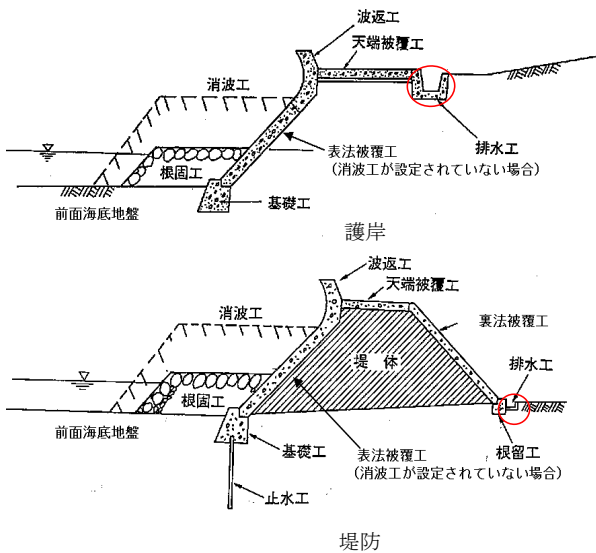 波返工
天端被覆工
消波工
排水工
表法被覆工
(消波工が設定されていない場合)
根固工
基礎工
前面海底地盤
護岸
波返工
天端被覆工
消波工
裏法被覆工
堤 体
排水工
根固工
前面海底地盤
基礎工
表法被覆工
(消波工が設定されていない場合)
根留工
止水工
堤防